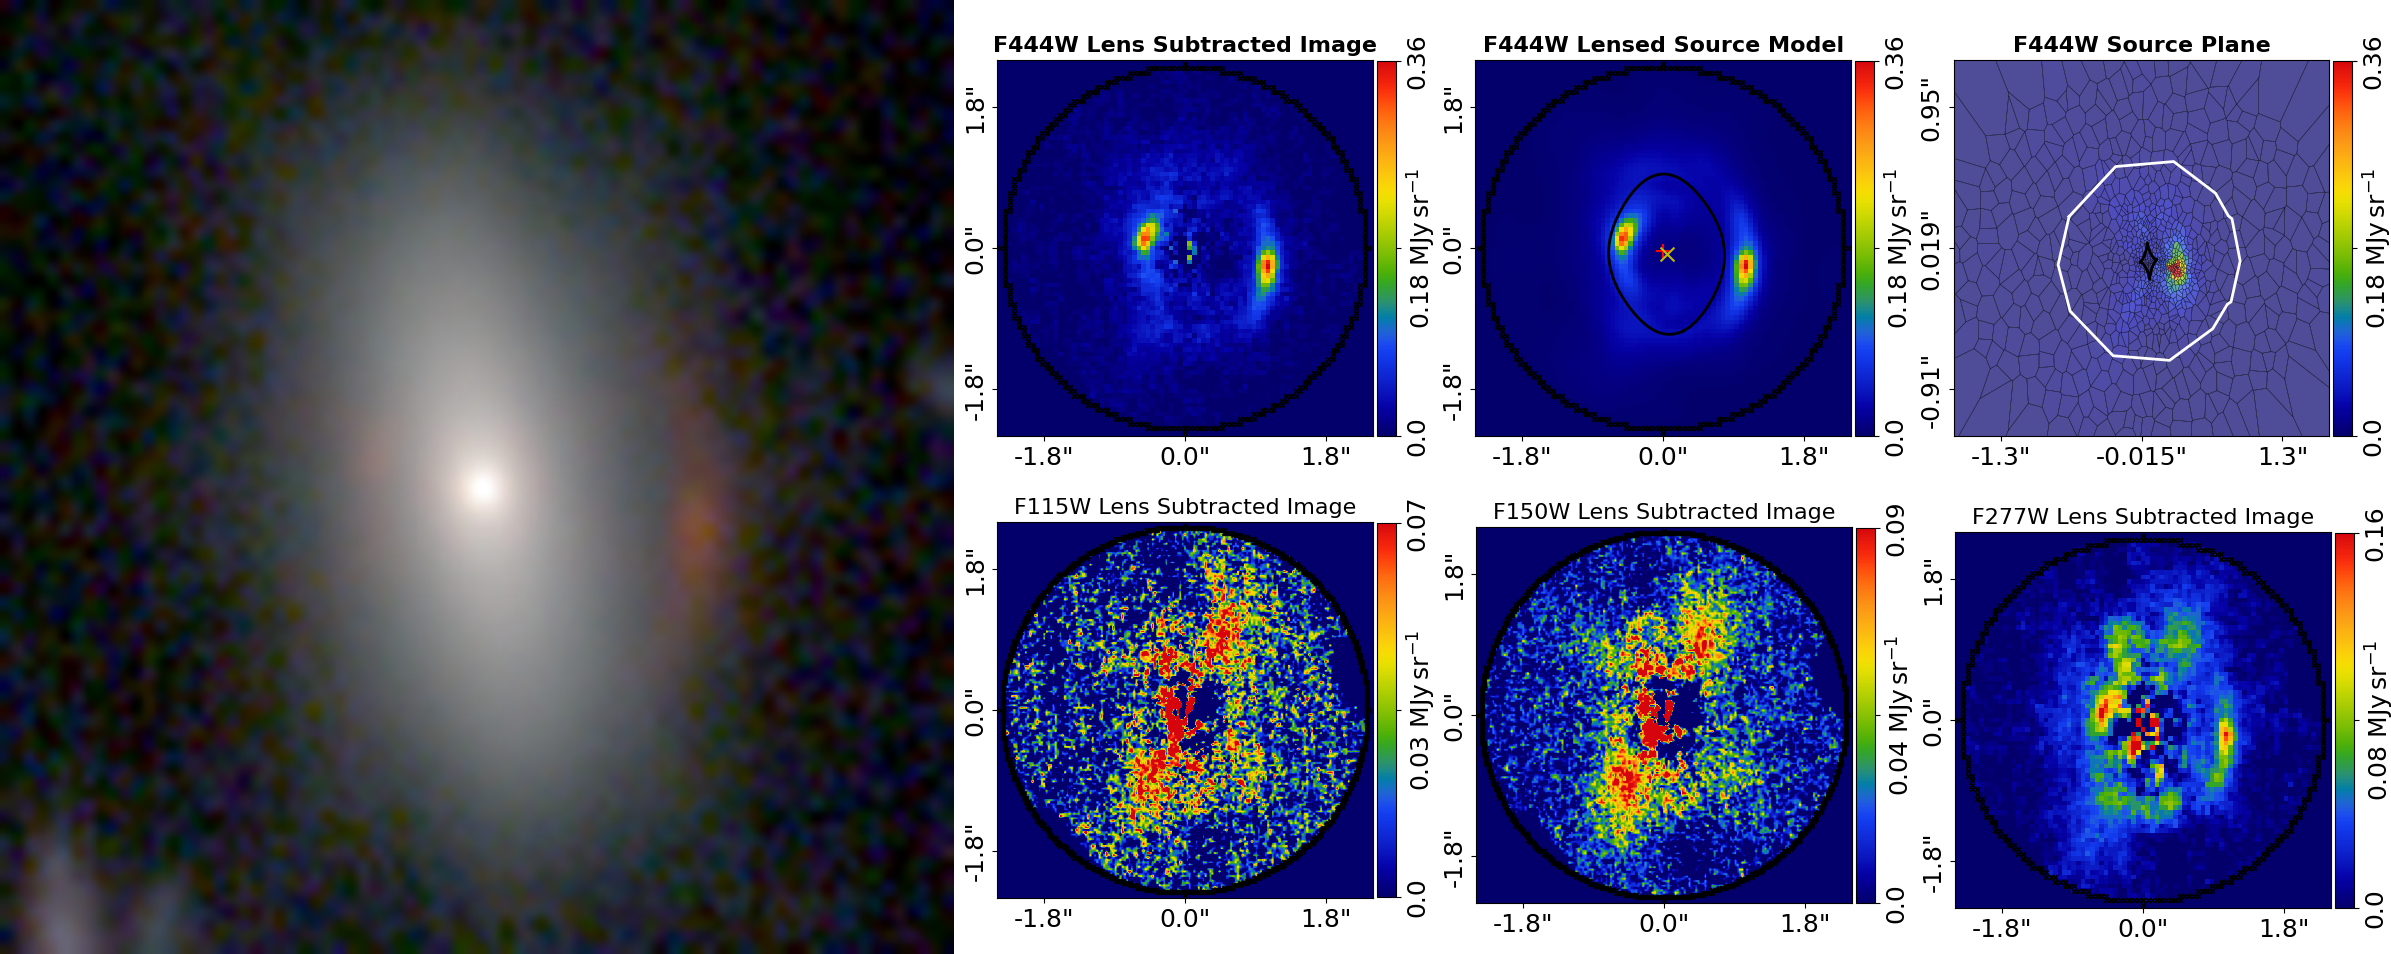 F444W Lens Subtracted Image
1.8"
0.0"
-1.8"
-1.8" 0.0" 1.8"
0.36
0.18 MJy sr⁻¹
0.0
F444W Lensed Source Model
1.8"
0.0"
-1.8"
-1.8" 0.0" 1.8"
0.36
0.18 MJy sr⁻¹
0.0
F444W Source Plane
0.95"
0.019"
-0.91"
-1.3" -0.015" 1.3"
0.36
0.18 MJy sr⁻¹
0.0
F115W Lens Subtracted Image
1.8"
0.0"
-1.8"
-1.8" 0.0" 1.8"
0.07
0.03 MJy sr⁻¹
0.0
F150W Lens Subtracted Image
1.8"
0.0"
-1.8"
-1.8" 0.0" 1.8"
0.09
0.04 MJy sr⁻¹
0.0
F277W Lens Subtracted Image
1.8"
0.0"
-1.8"
-1.8" 0.0" 1.8"
0.16
0.08 MJy sr⁻¹
0.0